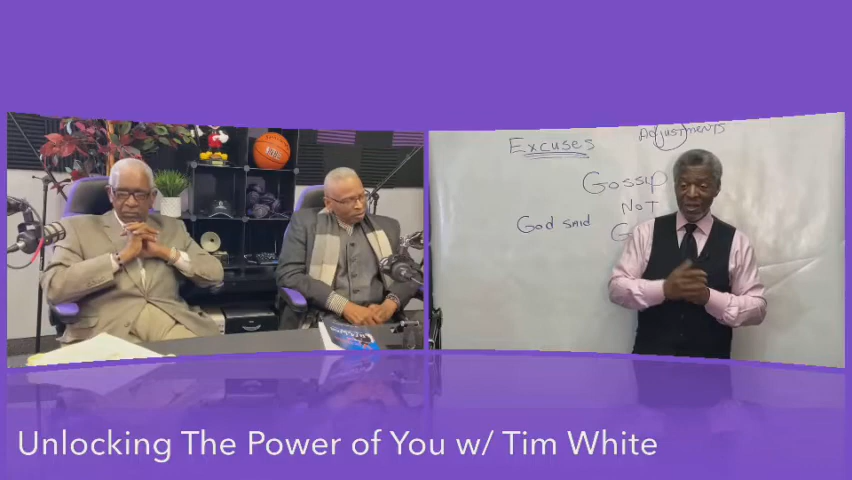 Excuses
Adjustments
Gossip
NOT
God said
Unlocking The Power of You w/ Tim White